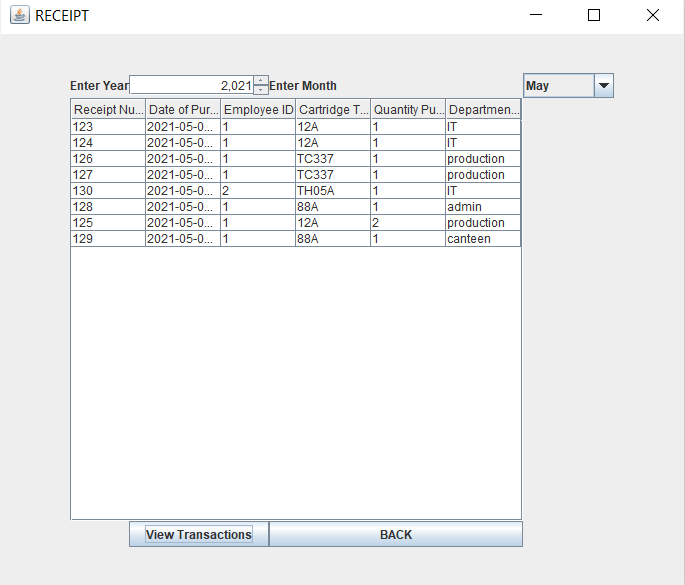 RECEIPT
Enter Year 2,021 Enter Month May
Receipt Nu... Date of Pur... Employee ID Cartridge T... Quantity Pu... Departmen...
123 2021-05-0... 1 12A 1 IT
124 2021-05-0... 1 12A 1 IT
126 2021-05-0... 1 TC337 1 production
127 2021-05-0... 1 TC337 1 production
130 2021-05-0... 2 TH05A 1 IT
128 2021-05-0... 1 88A 1 admin
125 2021-05-0... 1 12A 2 production
129 2021-05-0... 1 88A 1 canteen
View Transactions BACK